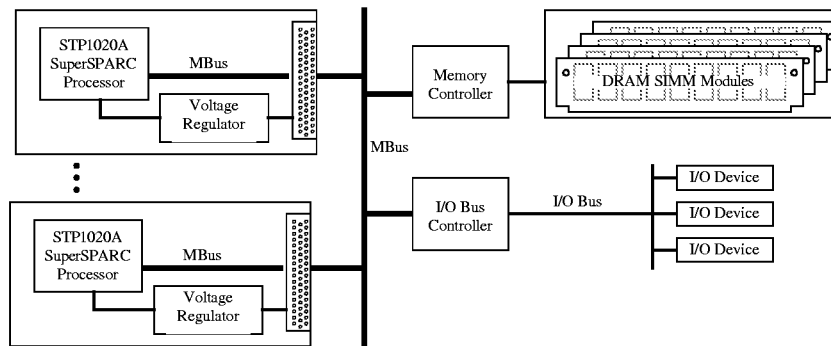 STP1020A
SuperSPARC
Processor
MBus
Voltage
Regulator
Memory
Controller
DRAM SIMM Modules
MBus
STP1020A
SuperSPARC
Processor
MBus
Voltage
Regulator
I/O Bus
Controller
I/O Bus
I/O Device
I/O Device
I/O Device